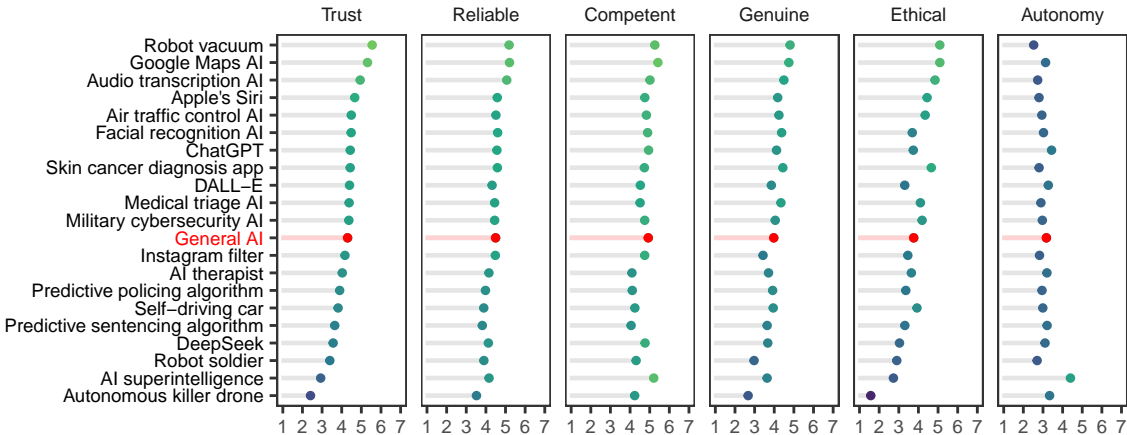 Trust Reliable Competent Genuine Ethical Autonomy
Robot vacuum
Google Maps AI
Audio transcription AI
Apple's Siri
Air traffic control AI
Facial recognition AI
ChatGPT
Skin cancer diagnosis app
DALL−E
Medical triage AI
Military cybersecurity AI
General AI
Instagram filter
AI therapist
Predictive policing algorithm
Self−driving car
Predictive sentencing algorithm
DeepSeek
Robot soldier
AI superintelligence
Autonomous killer drone
1 2 3 4 5 6 7 1 2 3 4 5 6 7 1 2 3 4 5 6 7 1 2 3 4 5 6 7 1 2 3 4 5 6 7 1 2 3 4 5 6 7